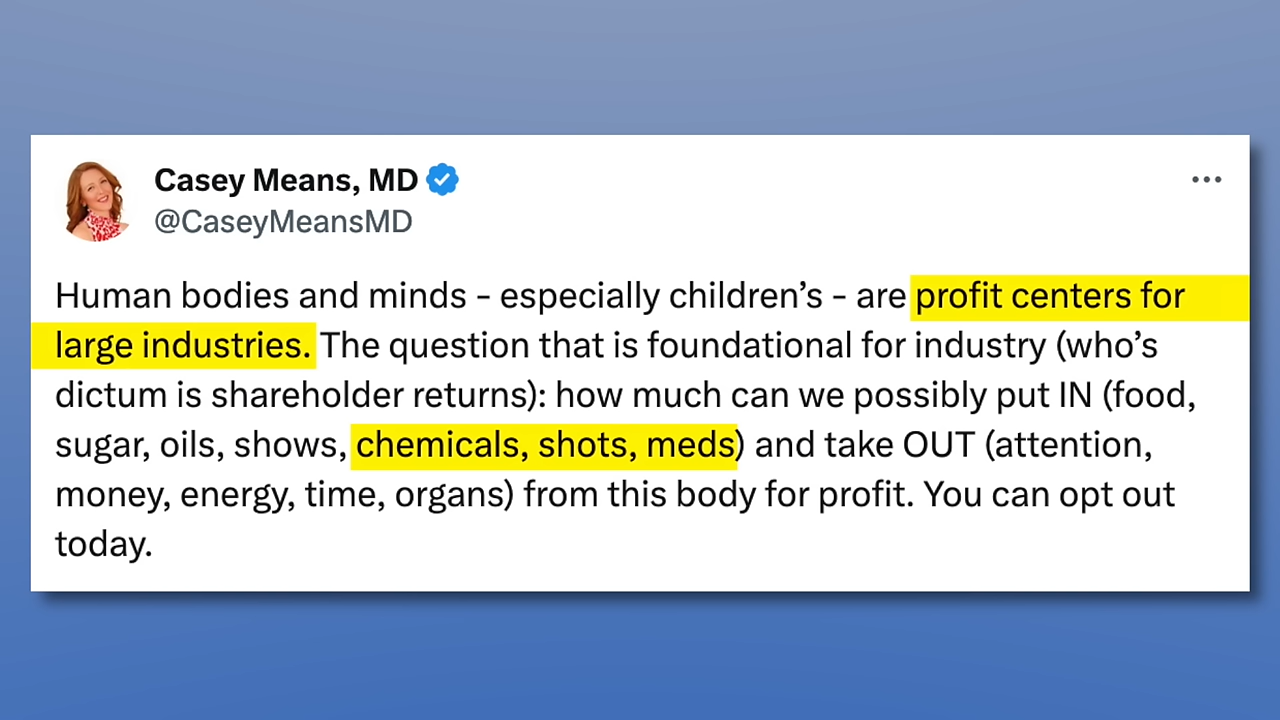 Casey Means, MD
@CaseyMeansMD
Human bodies and minds - especially children’s - are profit centers for
large industries. The question that is foundational for industry (who’s
dictum is shareholder returns): how much can we possibly put IN (food,
sugar, oils, shows, chemicals, shots, meds) and take OUT (attention,
money, energy, time, organs) from this body for profit. You can opt out
today.